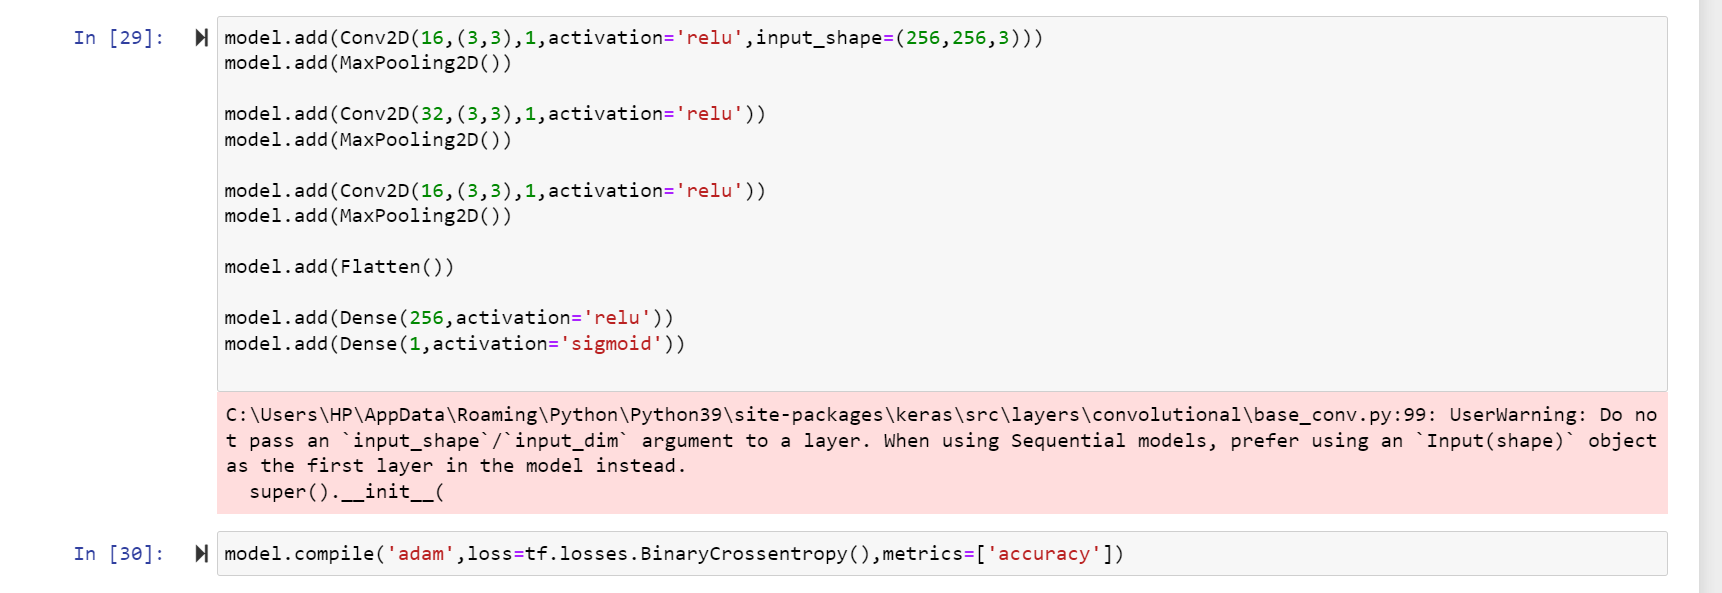 In [29]:
model.add(Conv2D(16,(3,3),1,activation='relu',input_shape=(256,256,3)))
model.add(MaxPooling2D())
model.add(Conv2D(32,(3,3),1,activation='relu'))
model.add(MaxPooling2D())
model.add(Conv2D(16,(3,3),1,activation='relu'))
model.add(MaxPooling2D())
model.add(Flatten())
model.add(Dense(256,activation='relu'))
model.add(Dense(1,activation='sigmoid'))
C:\Users\HP\AppData\Roaming\Python\Python39\site-packages\keras\src\layers\convolutional\base_conv.py:99: UserWarning: Do no
t pass an `input_shape`/`input_dim` argument to a layer. When using Sequential models, prefer using an `Input(shape)` object
as the first layer in the model instead.
  super().__init__(
In [30]:
model.compile('adam',loss=tf.losses.BinaryCrossentropy(),metrics=['accuracy'])